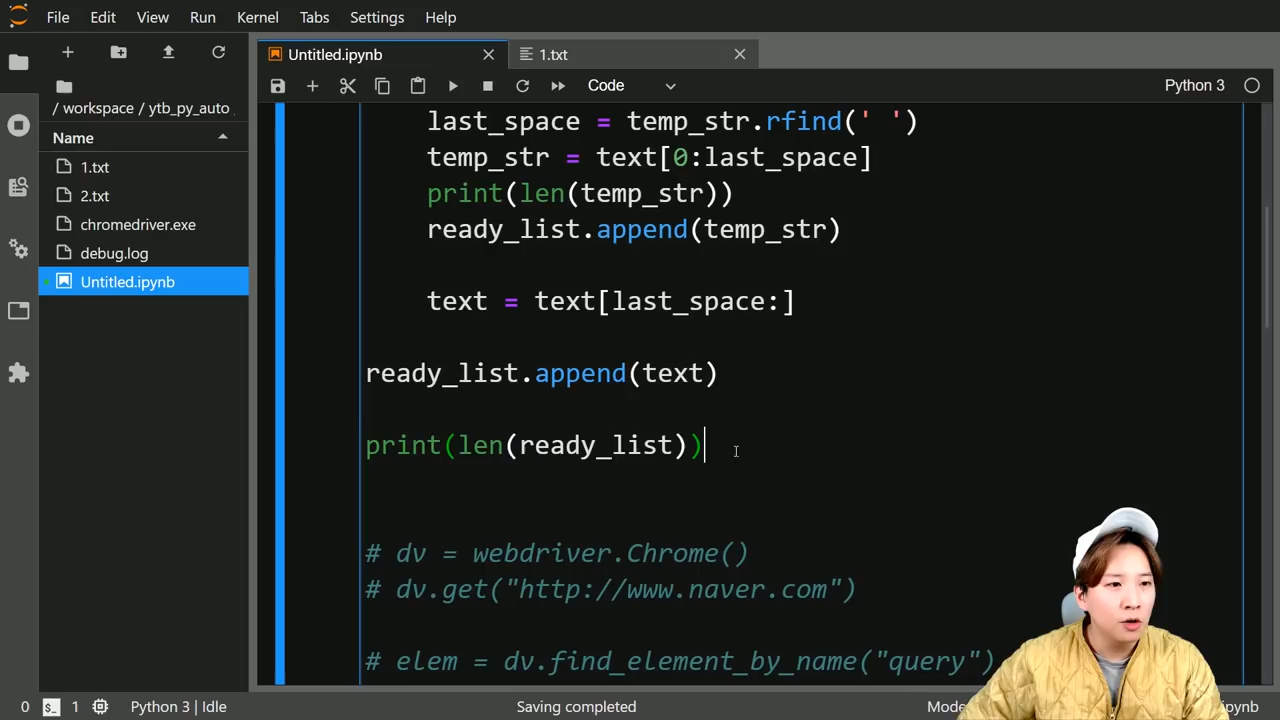 File Edit View Run Kernel Tabs Settings Help
Untitled.ipynb
1.txt
Code
Python 3
/ workspace / ytb_py_auto
Name
1.txt
2.txt
chromedriver.exe
debug.log
Untitled.ipynb
last_space = temp_str.rfind(' ')
temp_str = text[0:last_space]
print(len(temp_str))
ready_list.append(temp_str)
text = text[last_space:]
ready_list.append(text)
print(len(ready_list))
# dv = webdriver.Chrome()
# dv.get("http://www.naver.com")
# elem = dv.find_element_by_name("query")
0 $_ 1 Python 3 | Idle Saving completed